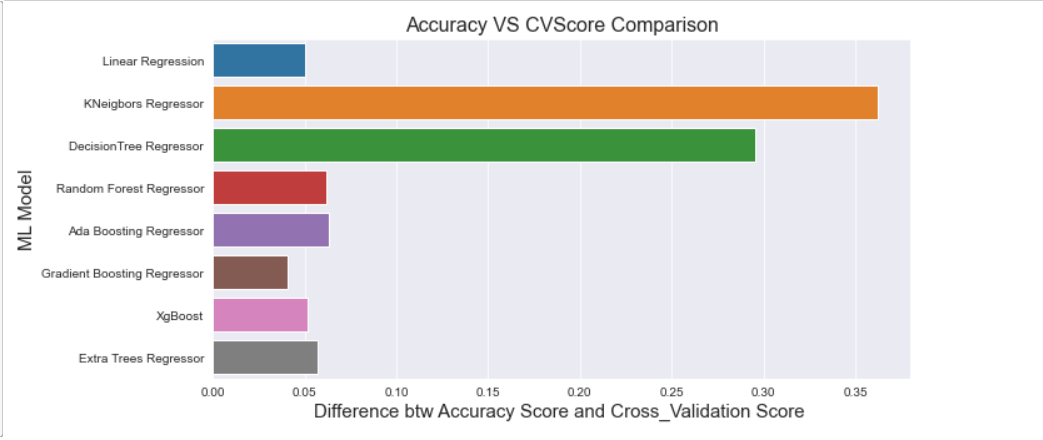 Accuracy VS CVScore Comparison
ML Model
Linear Regression
KNeigbors Regressor
DecisionTree Regressor
Random Forest Regressor
Ada Boosting Regressor
Gradient Boosting Regressor
XgBoost
Extra Trees Regressor
0.00 0.05 0.10 0.15 0.20 0.25 0.30 0.35
Difference btw Accuracy Score and Cross_Validation Score